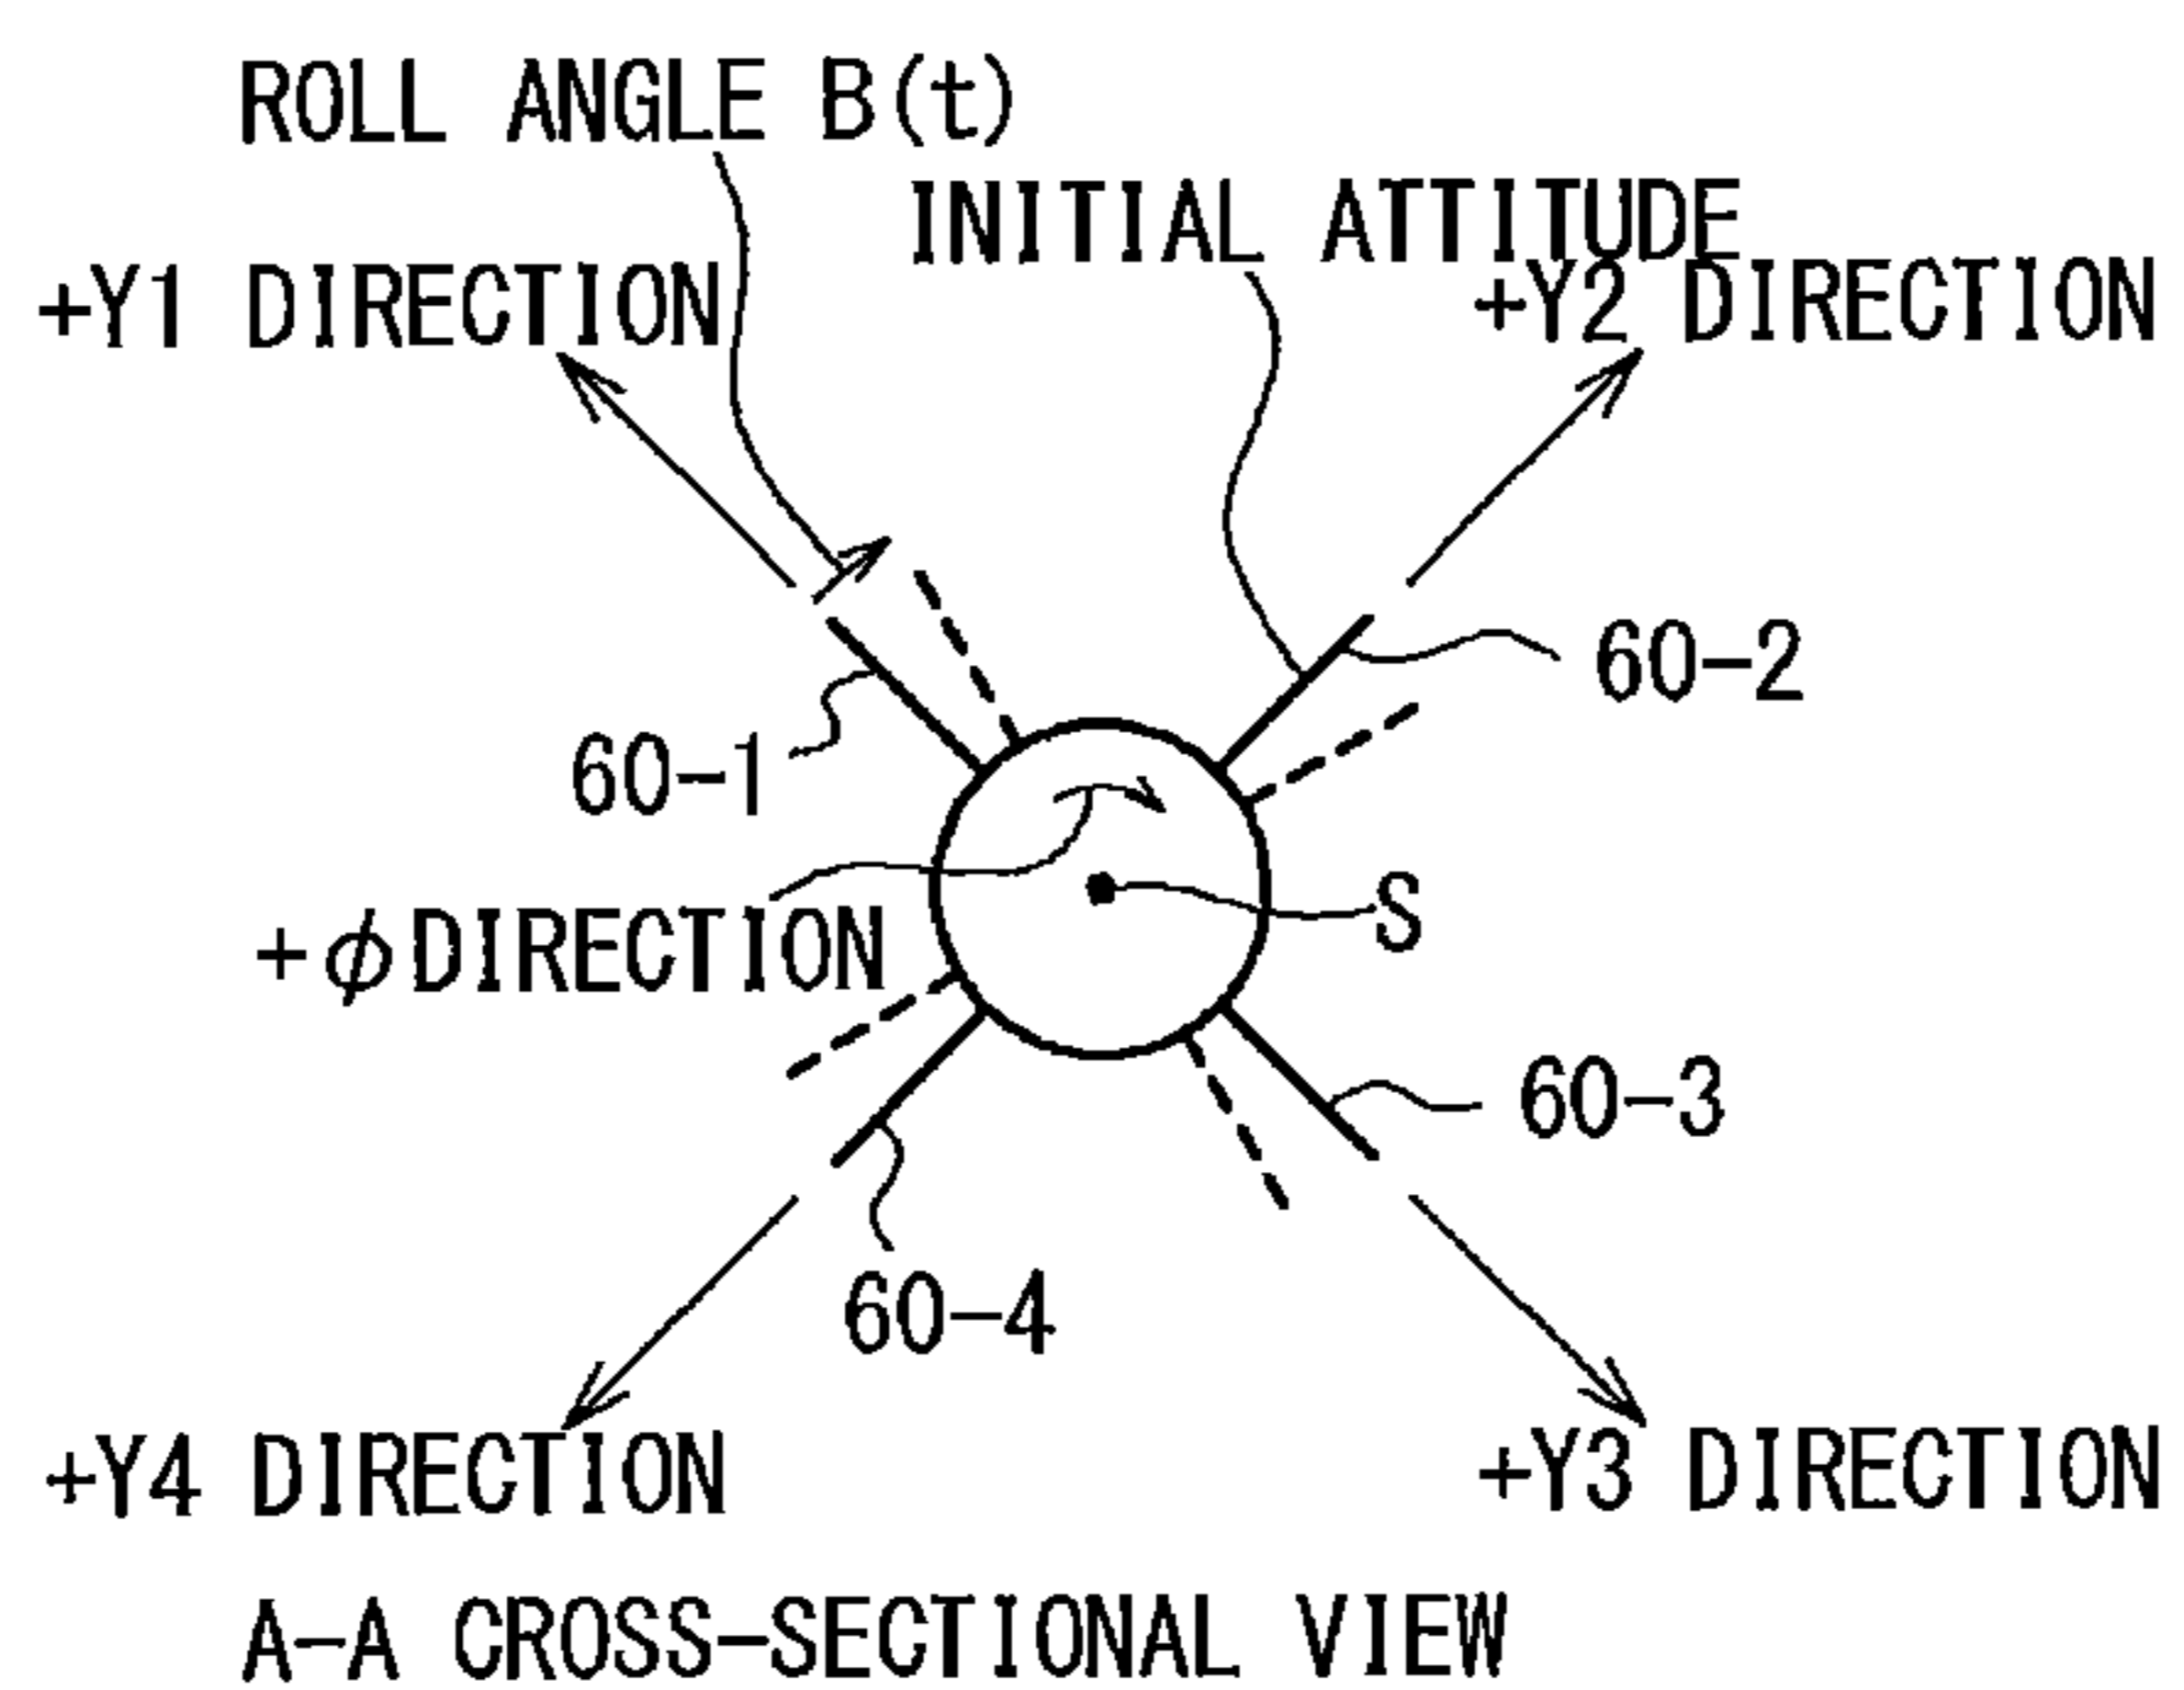 ROLL ANGLE B(t)
INITIAL ATTITUDE
+Y1 DIRECTION
+Y2 DIRECTION
60-2
60-1
S
+ϕ DIRECTION
60-3
60-4
+Y4 DIRECTION
+Y3 DIRECTION
A-A CROSS-SECTIONAL VIEW